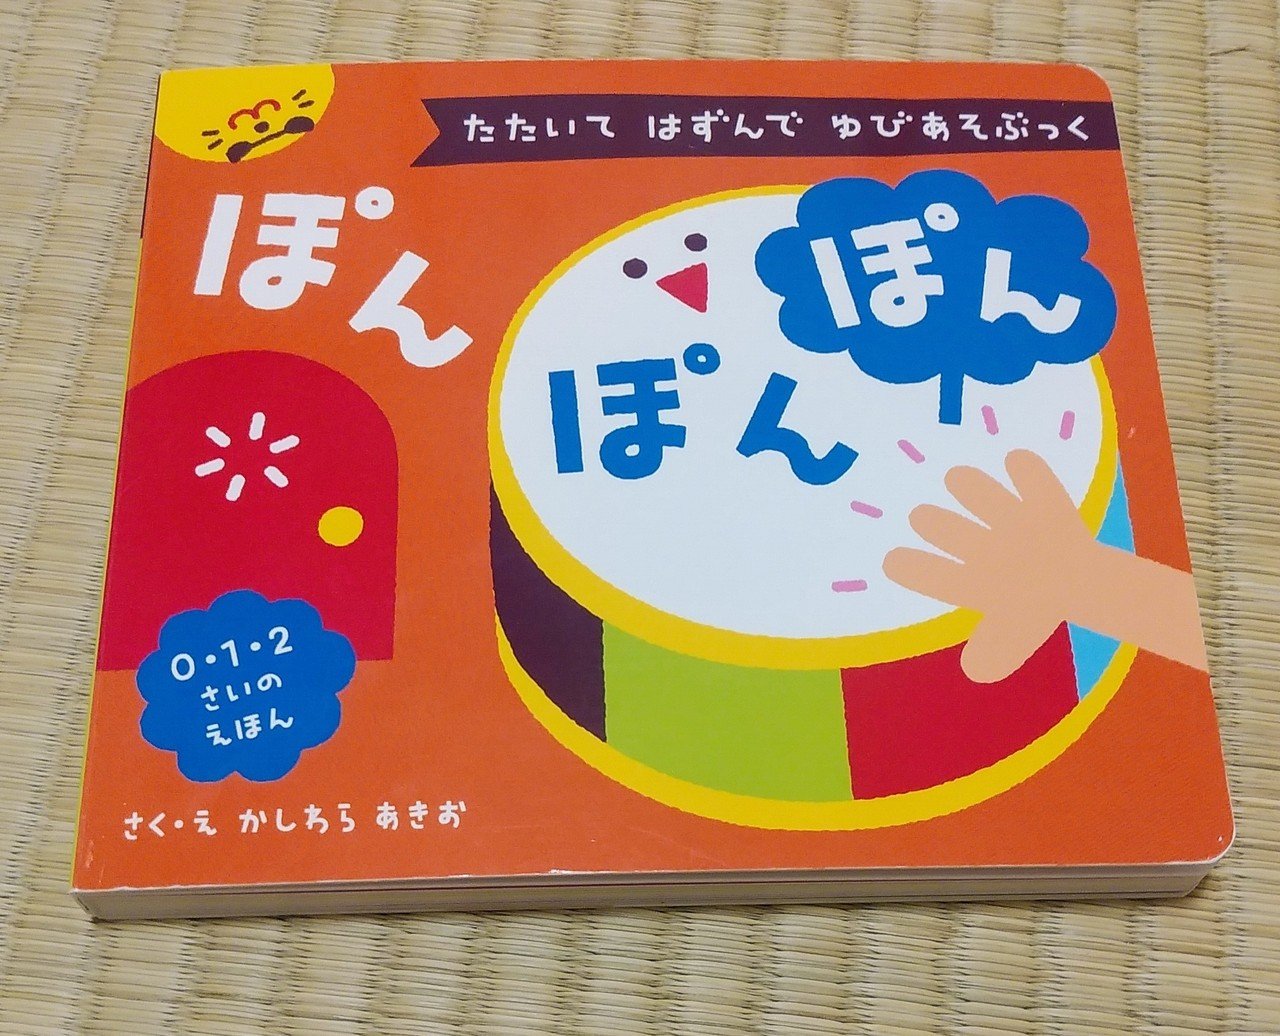 たたいて はずんで ゆびあそぶっく
ぽん
ぽん
ぽん
0・1・2
さいの
えほん
さく・え かしわら あきお